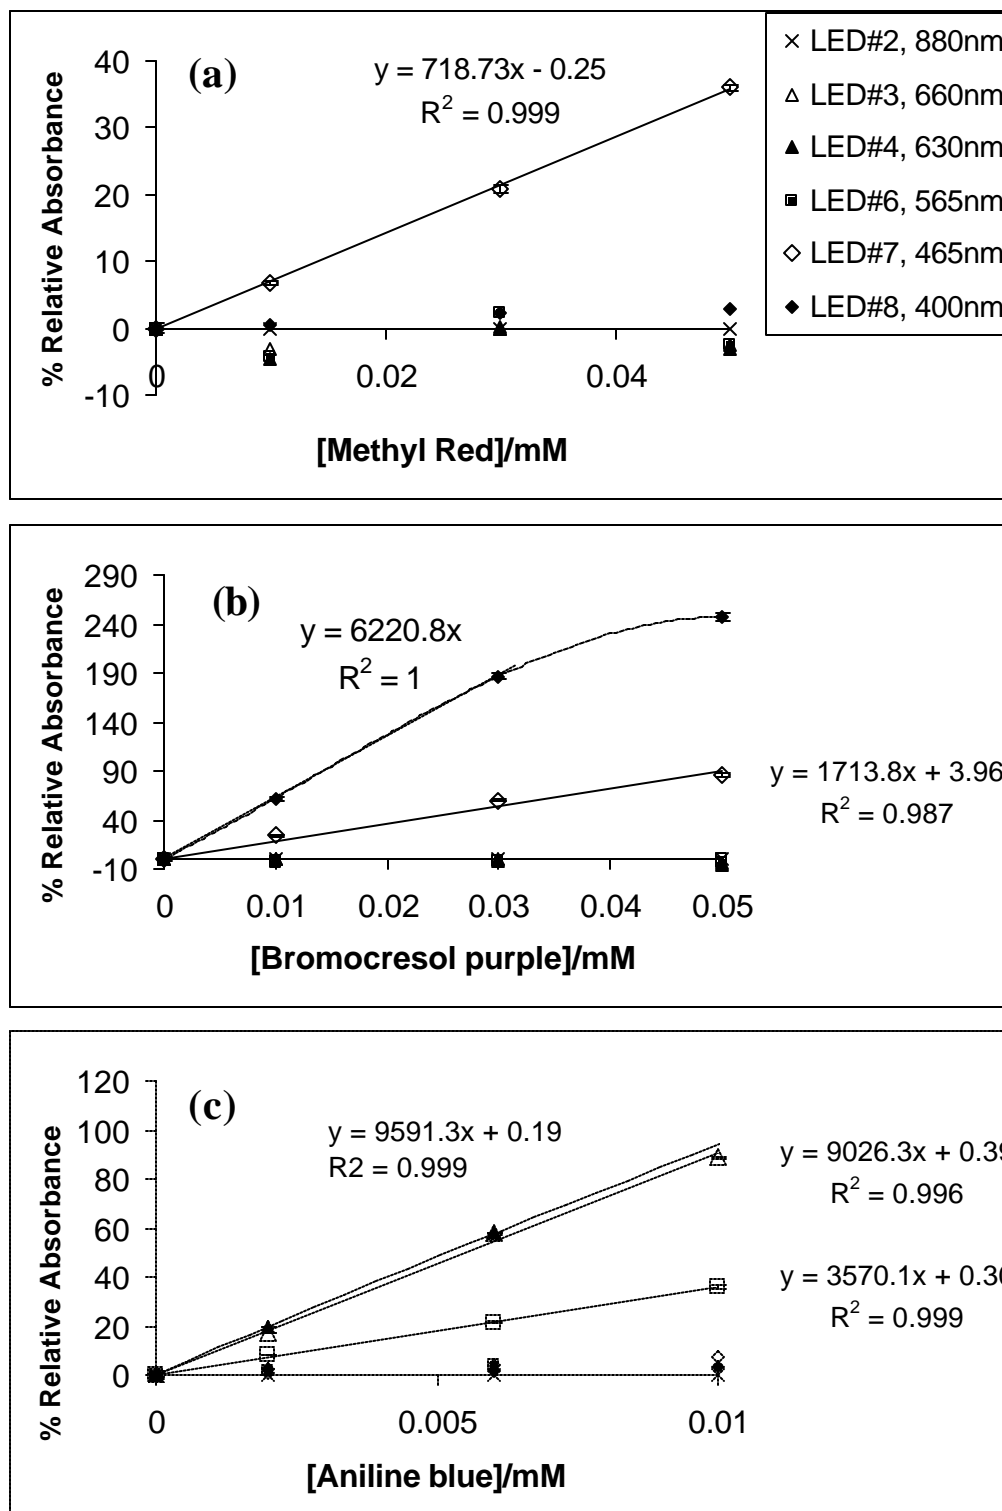 (a)
y = 718.73x - 0.25
R² = 0.999
40
30
20
10
0
-10
0
0.02
0.04
% Relative Absorbance
[Methyl Red]/mM
LED#2, 880nm
LED#3, 660nm
LED#4, 630nm
LED#6, 565nm
LED#7, 465nm
LED#8, 400nm
(b)
y = 6220.8x
R² = 1
y = 1713.8x + 3.96
R² = 0.987
290
240
190
140
90
40
-10
0
0.01
0.02
0.03
0.04
0.05
% Relative Absorbance
[Bromocresol purple]/mM
(c)
y = 9591.3x + 0.19
R2 = 0.999
y = 9026.3x + 0.39
R² = 0.996
y = 3570.1x + 0.30
R² = 0.999
120
100
80
60
40
20
0
0
0.005
0.01
% Relative Absorbance
[Aniline blue]/mM